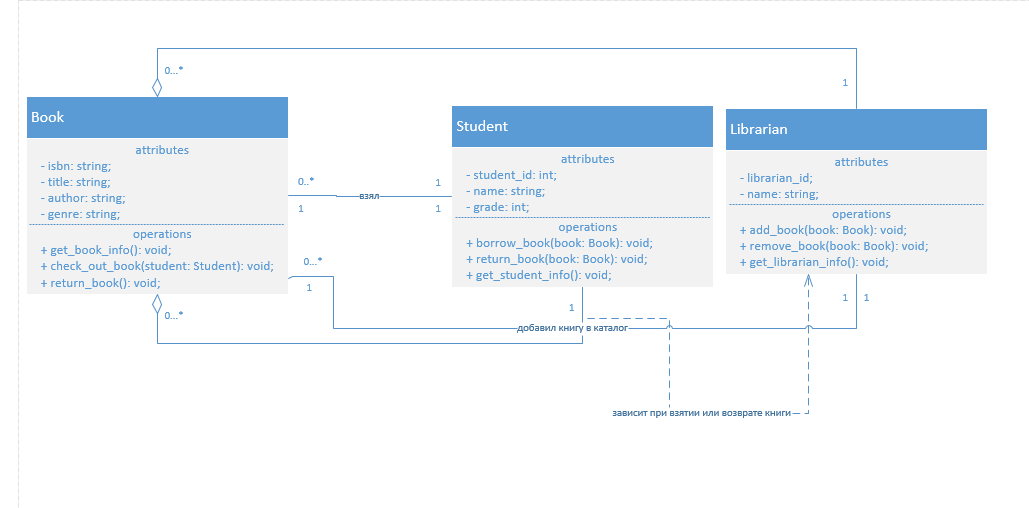 0...*
1
Book
attributes
- isbn: string;
- title: string;
- author: string;
- genre: string;
operations
+ get_book_info(): void;
+ check_out_book(student: Student): void;
+ return_book(): void;
0..*
1
взял
1
1
Student
attributes
- student_id: int;
- name: string;
- grade: int;
operations
+ borrow_book(book: Book): void;
+ return_book(book: Book): void;
+ get_student_info(): void;
Librarian
attributes
- librarian_id;
- name: string;
operations
+ add_book(book: Book): void;
+ remove_book(book: Book): void;
+ get_librarian_info(): void;
0...*
1
0...*
1
1
1
добавил книгу в каталог
зависит при взятии или возврате книги